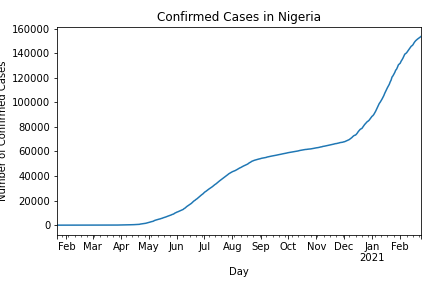 Confirmed Cases in Nigeria
160000
140000
120000
100000
80000
60000
40000
20000
0
Number of Confirmed Cases
Feb Mar Apr May Jun Jul Aug Sep Oct Nov Dec Jan Feb
2021
Day